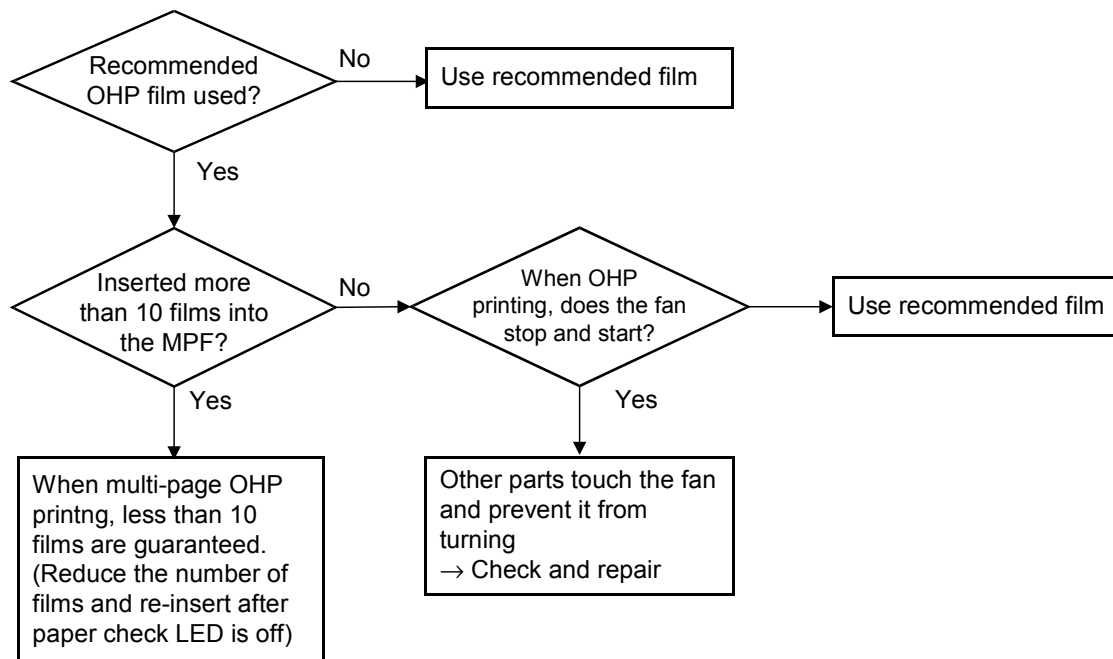 Recommended
OHP film used?
No
Use recommended film
Yes
Inserted more
than 10 films into
the MPF?
No
When OHP
printing, does the fan
stop and start?
Use recommended film
Yes
Yes
When multi-page OHP
printng, less than 10
films are guaranteed.
(Reduce the number of
films and re-insert after
paper check LED is off)
Other parts touch the fan
and prevent it from
turning
→ Check and repair